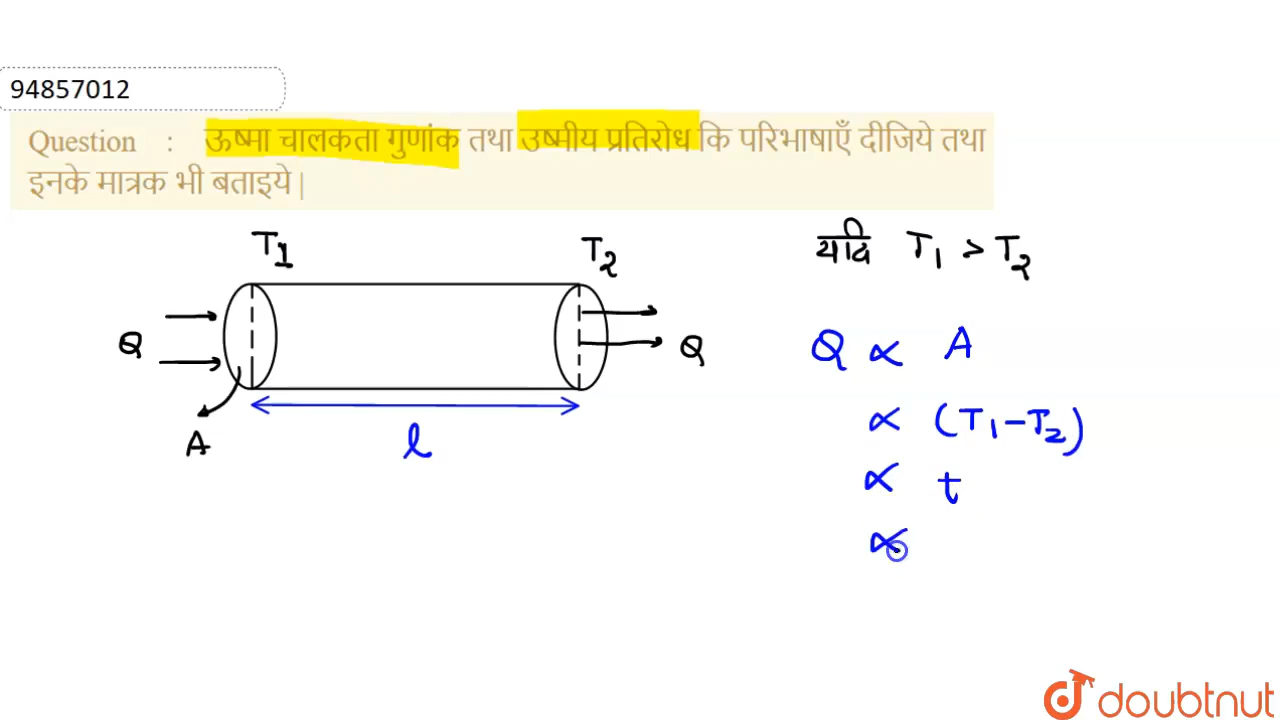 94857012
Question : ऊष्मा चालकता गुणांक तथा उष्मीय प्रतिरोध कि परिभाषाएँ दीजिये तथा
इनके मात्रक भी बताइये |
T1
T2
Q
Q
A
l
यदि T1 > T2
Q ∝ A
∝ (T1-T2)
∝ t
∝
doubtnut